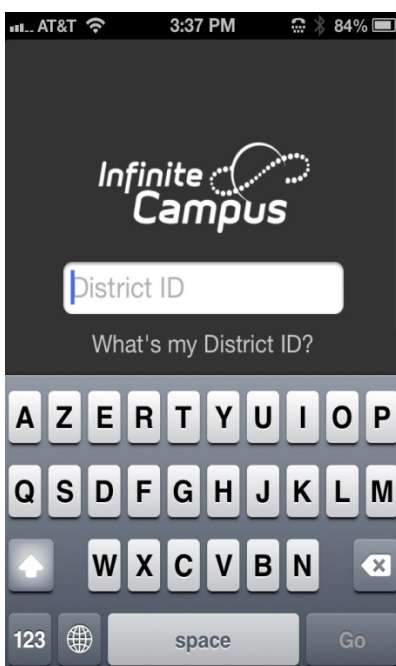 AT&T 3:37 PM 84%
Infinite
Campus
District ID
What's my District ID?
A Z E R T Y U I O P
Q S D F G H J K L M
W X C V B N
123 space Go